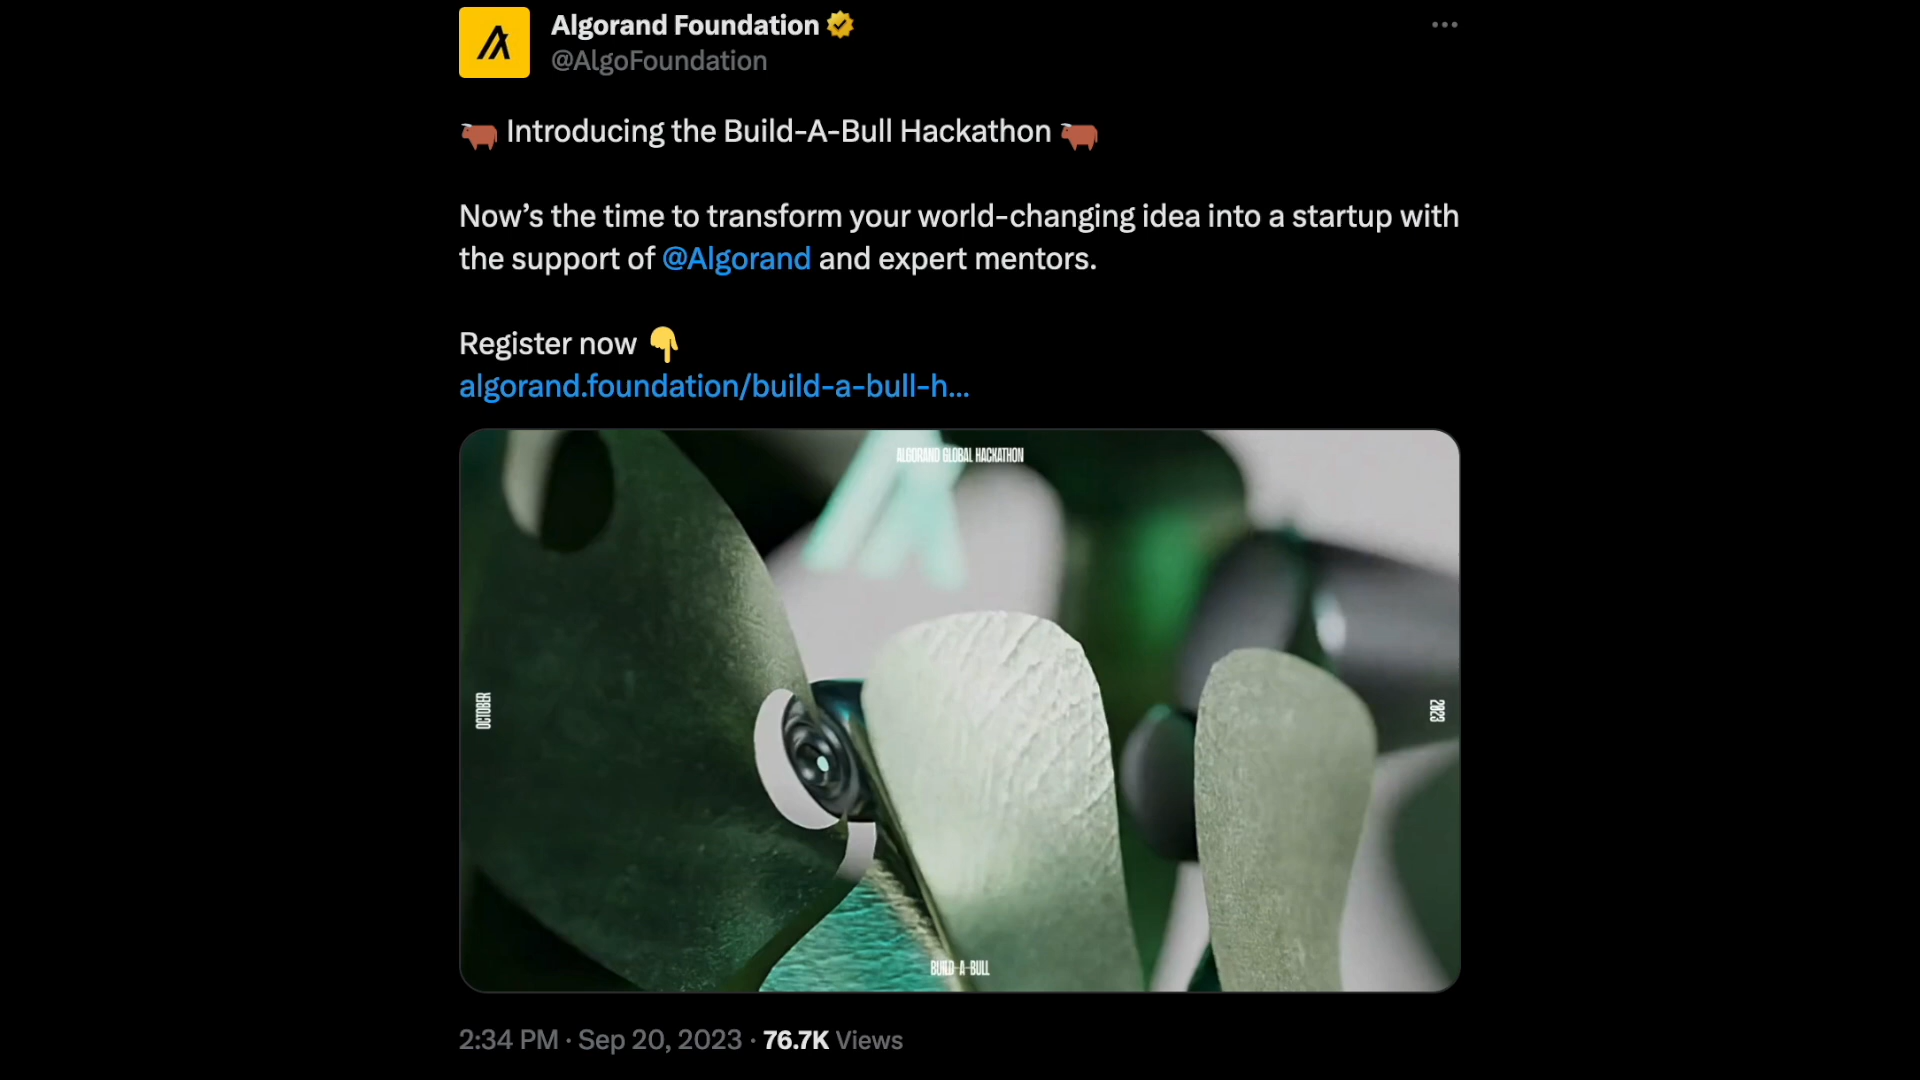 Algorand Foundation
@AlgoFoundation
🐂 Introducing the Build-A-Bull Hackathon 🐂
Now’s the time to transform your world-changing idea into a startup with
the support of @Algorand and expert mentors.
Register now 👇
algorand.foundation/build-a-bull-h...
ALGORAND GLOBAL HACKATHON
OCTOBER
2023
BUILD-A-BULL
2:34 PM · Sep 20, 2023 · 76.7K Views